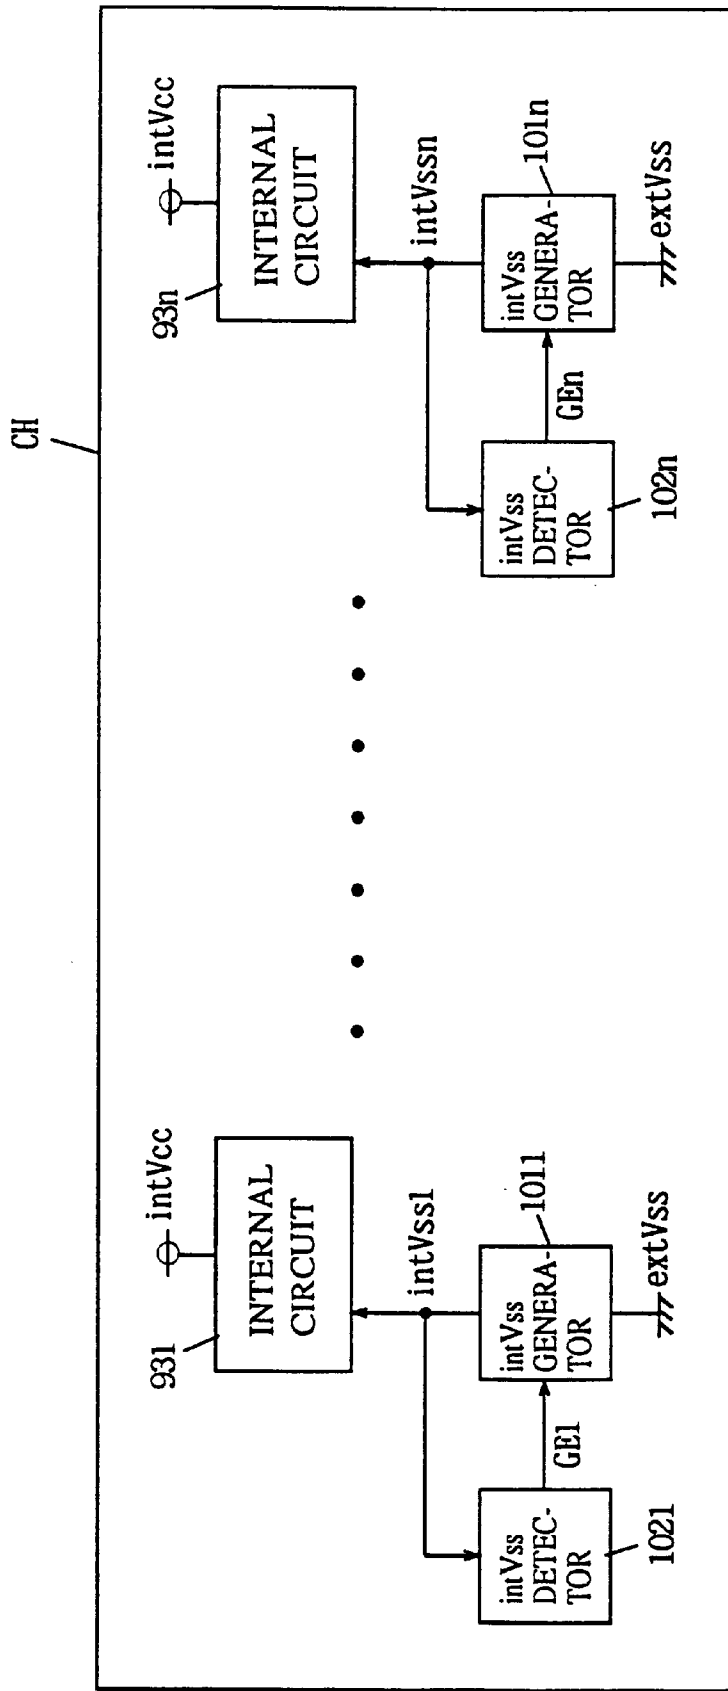 CH
intVcc
931
INTERNAL
CIRCUIT
intVss1
1011
intVss
GENERA-
TOR
GE1
intVss
DETEC-
TOR
1021
extVss
intVcc
93n
INTERNAL
CIRCUIT
intVssn
101n
intVss
GENERA-
TOR
GEn
intVss
DETEC-
TOR
102n
extVss